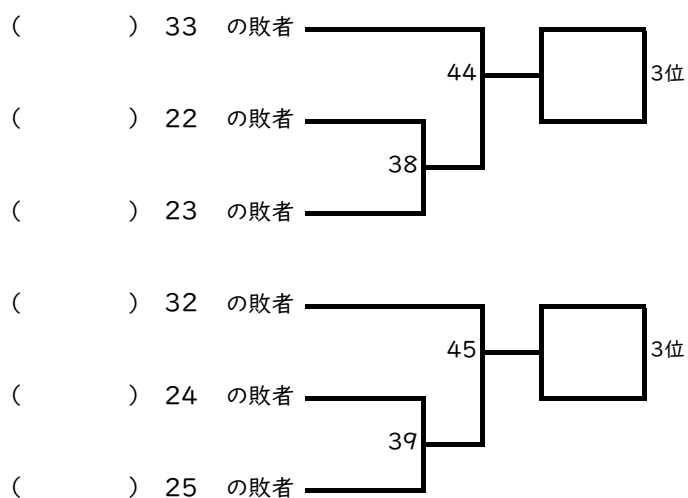 ( ) 33 の敗者
44 3位
( ) 22 の敗者
38
( ) 23 の敗者
( ) 32 の敗者
45 3位
( ) 24 の敗者
39
( ) 25 の敗者